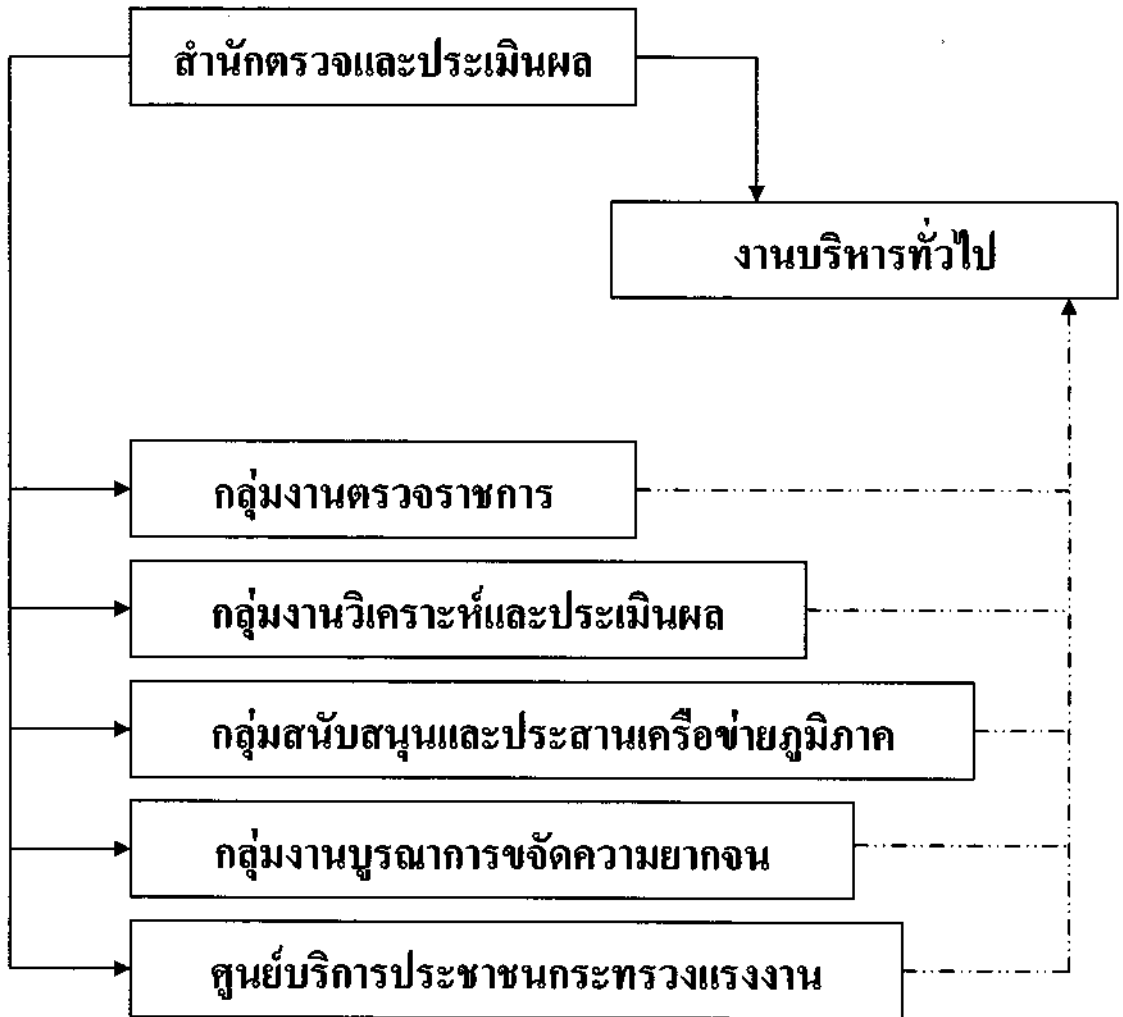 สำนักตรวจและประเมินผล
งานบริหารทั่วไป
กลุ่มงานตรวจราชการ
กลุ่มงานวิเคราะห์และประเมินผล
กลุ่มสนับสนุนและประสานเครือข่ายภูมิภาค
กลุ่มงานบูรณาการขจัดความยากจน
ศูนย์บริการประชาชนกระทรวงแรงงาน